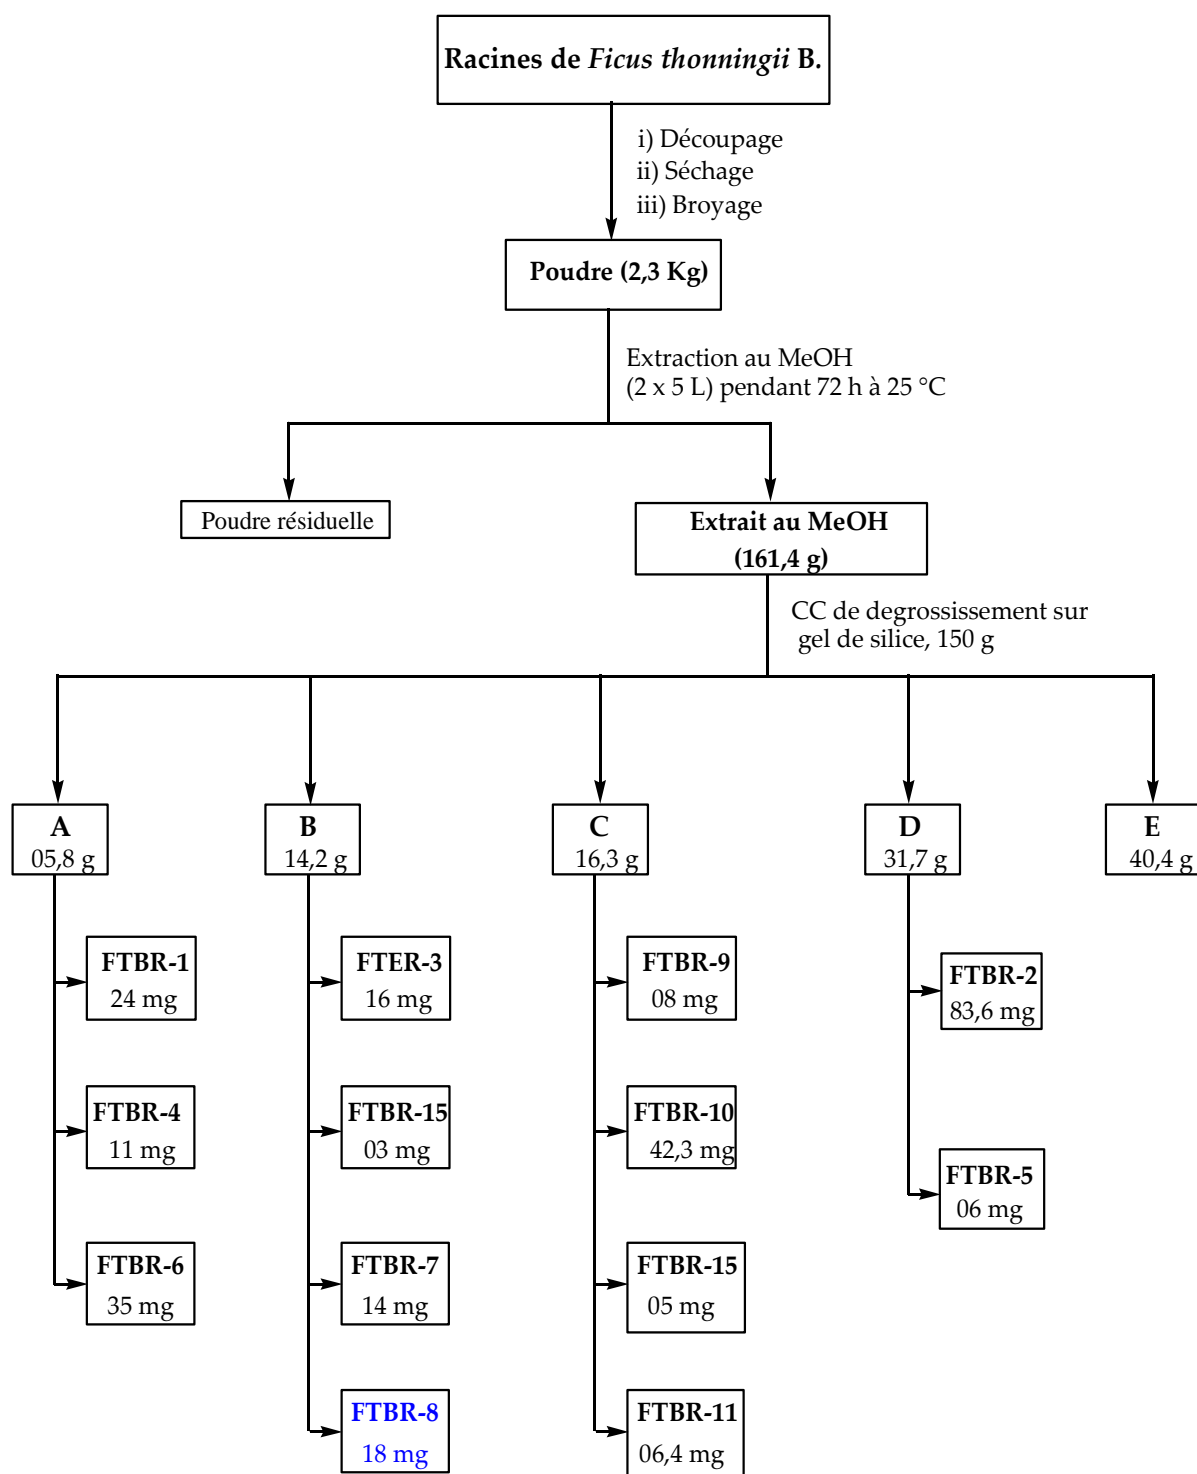 Racines de Ficus thonningii B.
i) Découpage
ii) Séchage
iii) Broyage
Poudre (2,3 Kg)
Extraction au MeOH
(2 x 5 L) pendant 72 h à 25 °C
Poudre résiduelle
Extrait au MeOH
(161,4 g)
CC de degrossissement sur
gel de silice, 150 g
A
05,8 g
B
14,2 g
C
16,3 g
D
31,7 g
E
40,4 g
FTBR-1
24 mg
FTER-3
16 mg
FTBR-9
08 mg
FTBR-2
83,6 mg
FTBR-4
11 mg
FTBR-15
03 mg
FTBR-10
42,3 mg
FTBR-5
06 mg
FTBR-6
35 mg
FTBR-7
14 mg
FTBR-15
05 mg
FTBR-8
18 mg
FTBR-11
06,4 mg